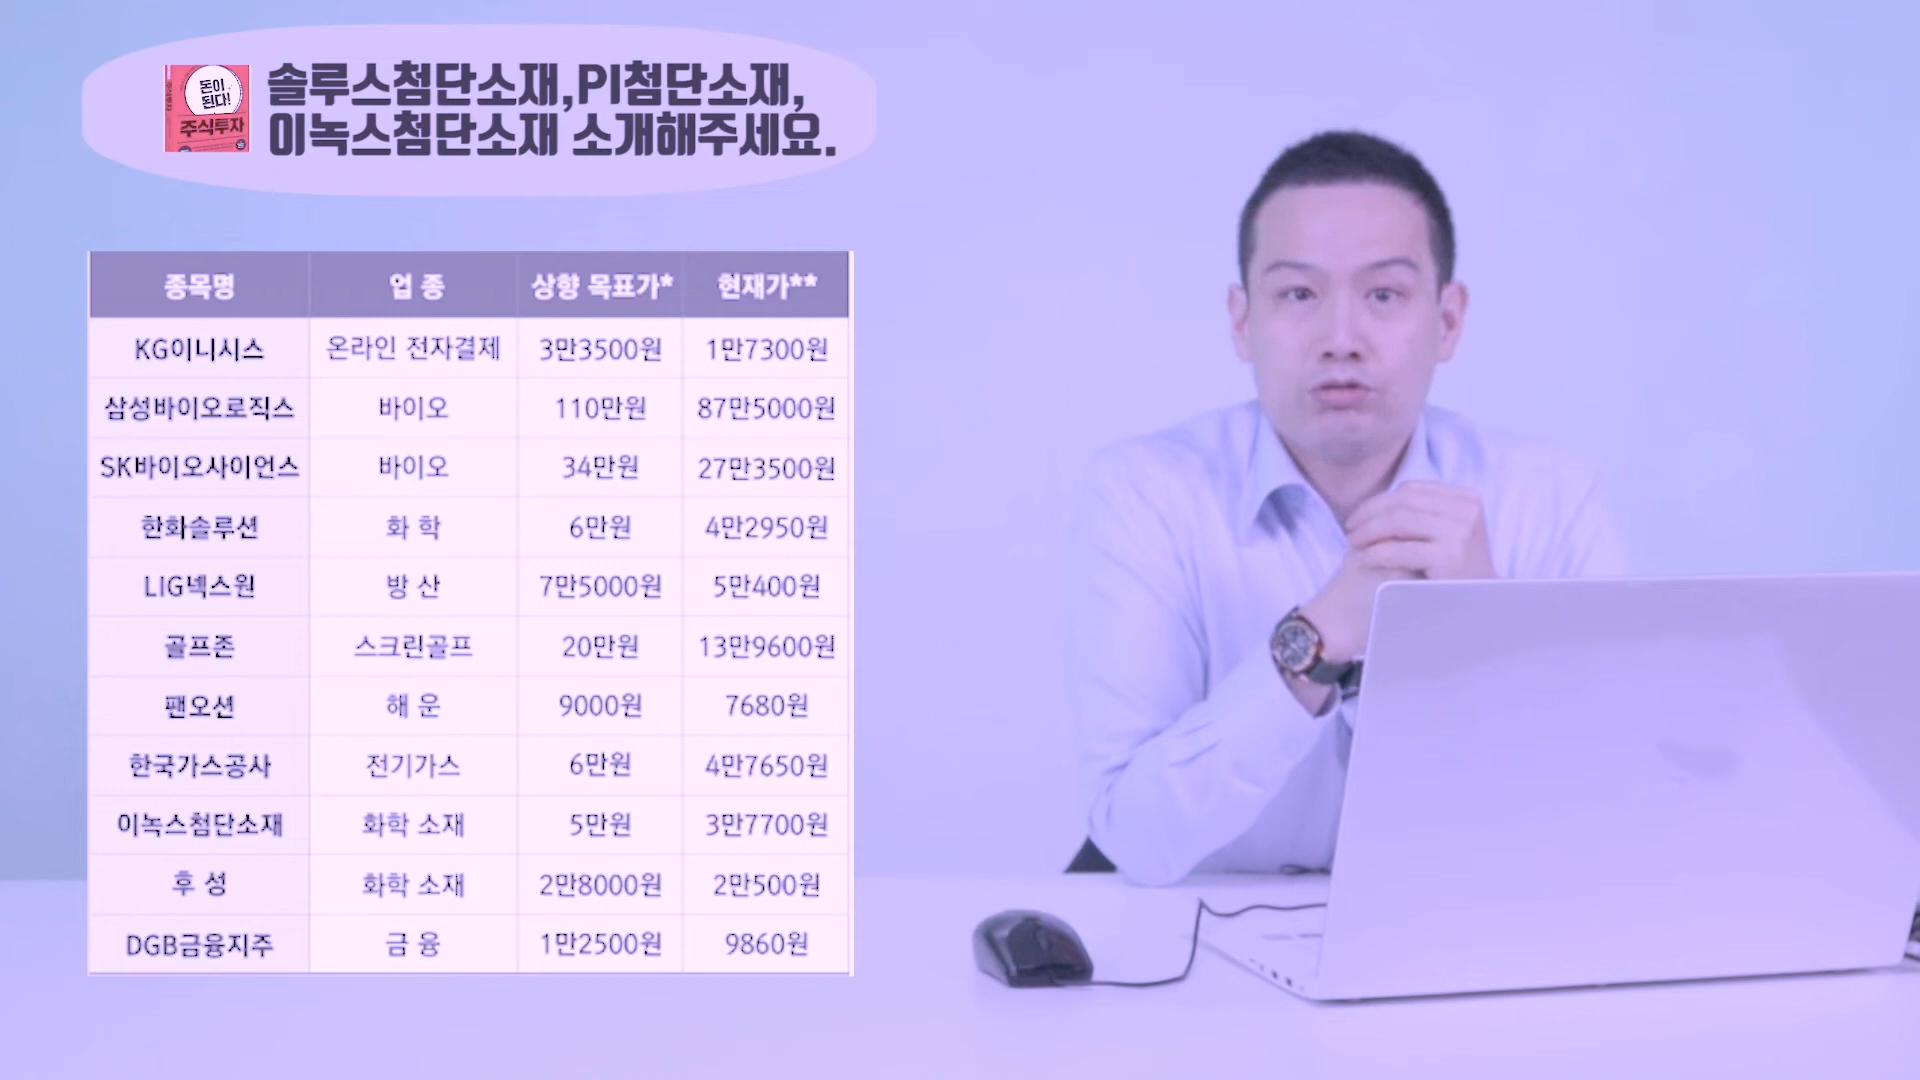 돈이
된다!
주식투자
솔루스첨단소재,PI첨단소재,
이녹스첨단소재 소개해주세요.
종목명 업 종 상향 목표가* 현재가**
KG이니시스 온라인 전자결제 3만3500원 1만7300원
삼성바이오로직스 바이오 110만원 87만5000원
SK바이오사이언스 바이오 34만원 27만3500원
한화솔루션 화 학 6만원 4만2950원
LIG넥스원 방 산 7만5000원 5만400원
골프존 스크린골프 20만원 13만9600원
팬오션 해 운 9000원 7680원
한국가스공사 전기가스 6만원 4만7650원
이녹스첨단소재 화학 소재 5만원 3만7700원
후 성 화학 소재 2만8000원 2만500원
DGB금융지주 금 융 1만2500원 9860원